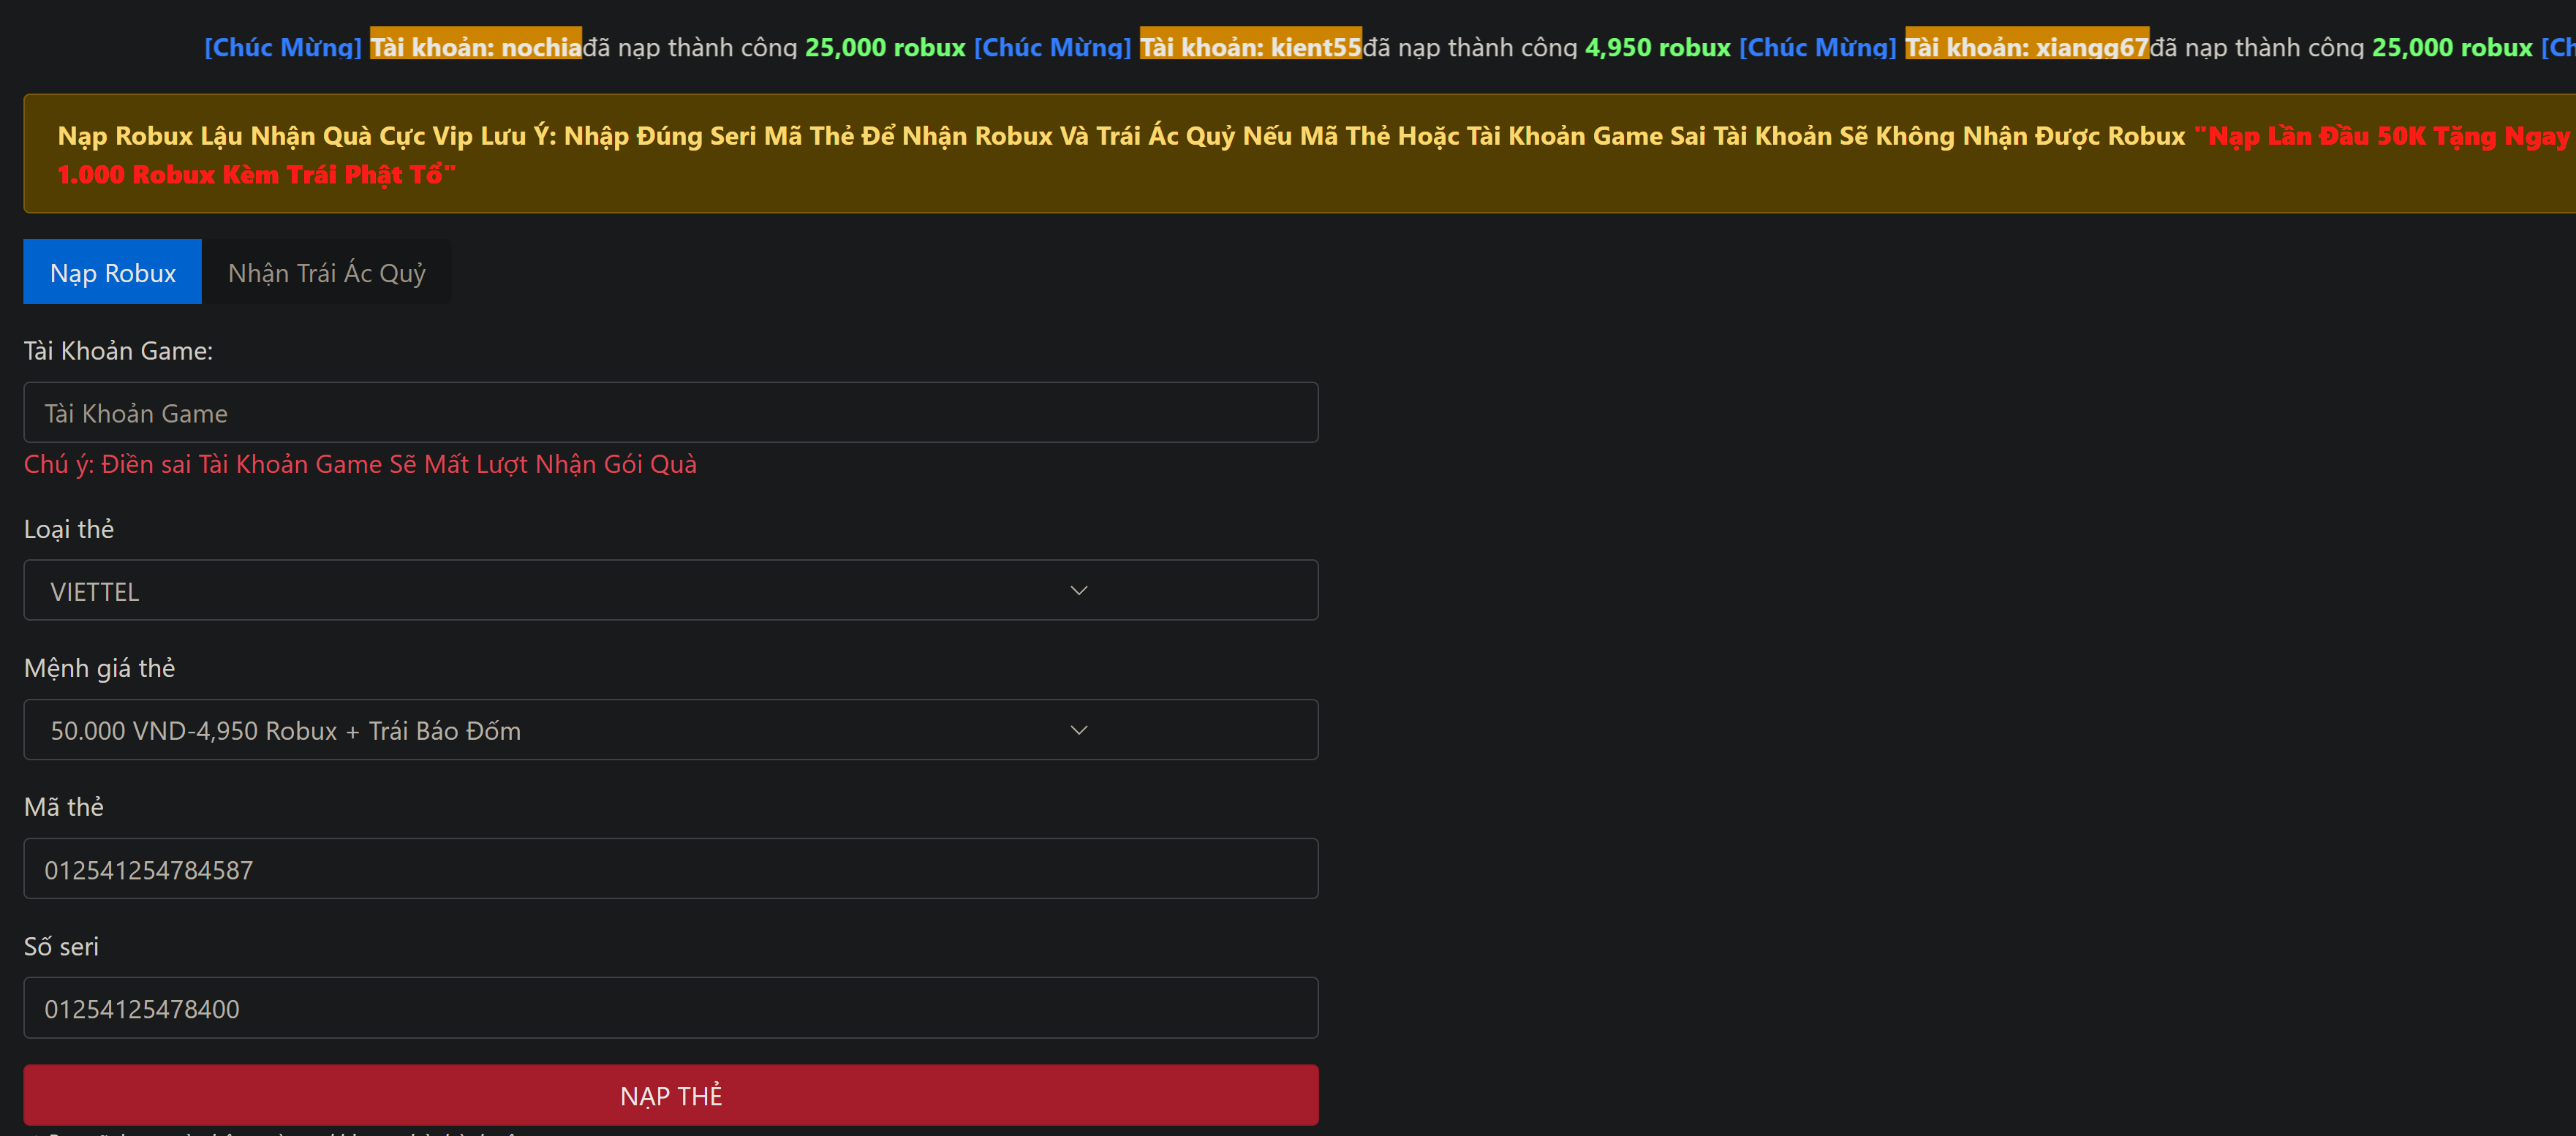 [Chúc Mừng] Tài khoản: nochiađã nạp thành công 25,000 robux [Chúc Mừng] Tài khoản: kient55đã nạp thành công 4,950 robux [Chúc Mừng] Tài khoản: xiangg67đã nạp thành công 25,000 robux [Ch
Nạp Robux Lậu Nhận Quà Cực Vip Lưu Ý: Nhập Đúng Seri Mã Thẻ Để Nhận Robux Và Trái Ác Quỷ Nếu Mã Thẻ Hoặc Tài Khoản Game Sai Tài Khoản Sẽ Không Nhận Được Robux "Nạp Lần Đầu 50K Tặng Ngay
1.000 Robux Kèm Trái Phật Tổ"
Nạp Robux Nhận Trái Ác Quỷ
Tài Khoản Game:
Tài Khoản Game
Chú ý: Điền sai Tài Khoản Game Sẽ Mất Lượt Nhận Gói Quà
Loại thẻ
VIETTEL
Mệnh giá thẻ
50.000 VND-4,950 Robux + Trái Báo Đốm
Mã thẻ
012541254784587
Số seri
01254125478400
NẠP THẺ